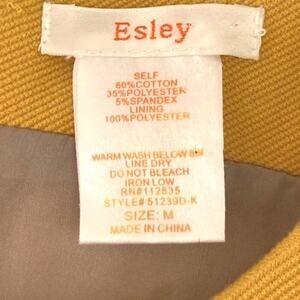 Esley
SELF
60%COTTON
35%POLYESTER
5%SPANDEX
LINING
100%POLYESTER
WARM WASH BELOW
LINE DRY
DO NOT BLEACH
IRON LOW
RN#112835
STYLE#51239D-K
SIZE: M
MADE IN CHINA